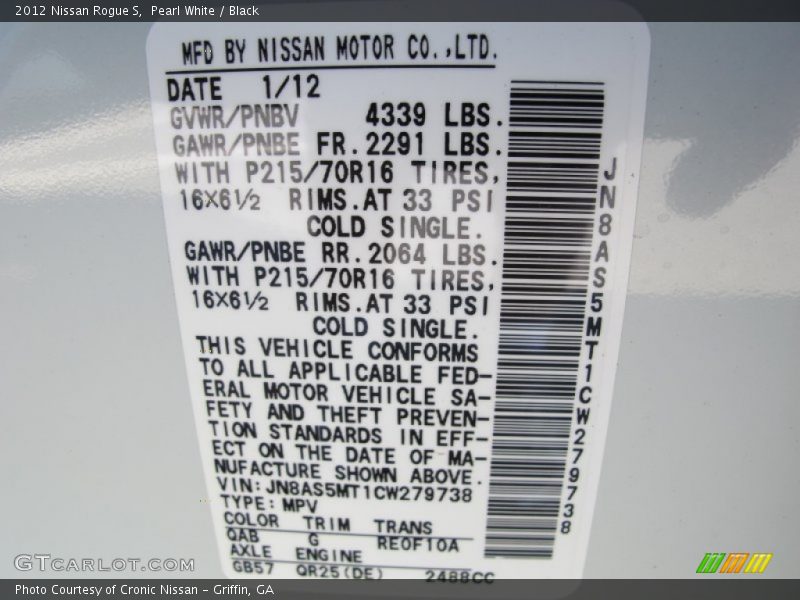 2012 Nissan Rogue S, Pearl White / Black
MFD BY NISSAN MOTOR CO.,LTD.
DATE 1/12
GVWR/PNBV 4339 LBS.
GAWR/PNBE FR. 2291 LBS.
WITH P215/70R16 TIRES,
16X6½ RIMS. AT 33 PSI
COLD SINGLE.
GAWR/PNBE RR. 2064 LBS.
WITH P215/70R16 TIRES,
16X6½ RIMS. AT 33 PSI
COLD SINGLE.
THIS VEHICLE CONFORMS
TO ALL APPLICABLE FED-
ERAL MOTOR VEHICLE SA-
FETY AND THEFT PREVEN-
TION STANDARDS IN EFF-
ECT ON THE DATE OF MA-
NUFACTURE SHOWN ABOVE.
VIN: JN8AS5MT1CW279738
TYPE: MPV
COLOR TRIM TRANS
QAB G RE0F10A
AXLE ENGINE
GB57 QR25(DE) 2488CC
JN8AS5MT1CW279738
GTCARLOT.COM
Photo Courtesy of Cronic Nissan - Griffin, GA